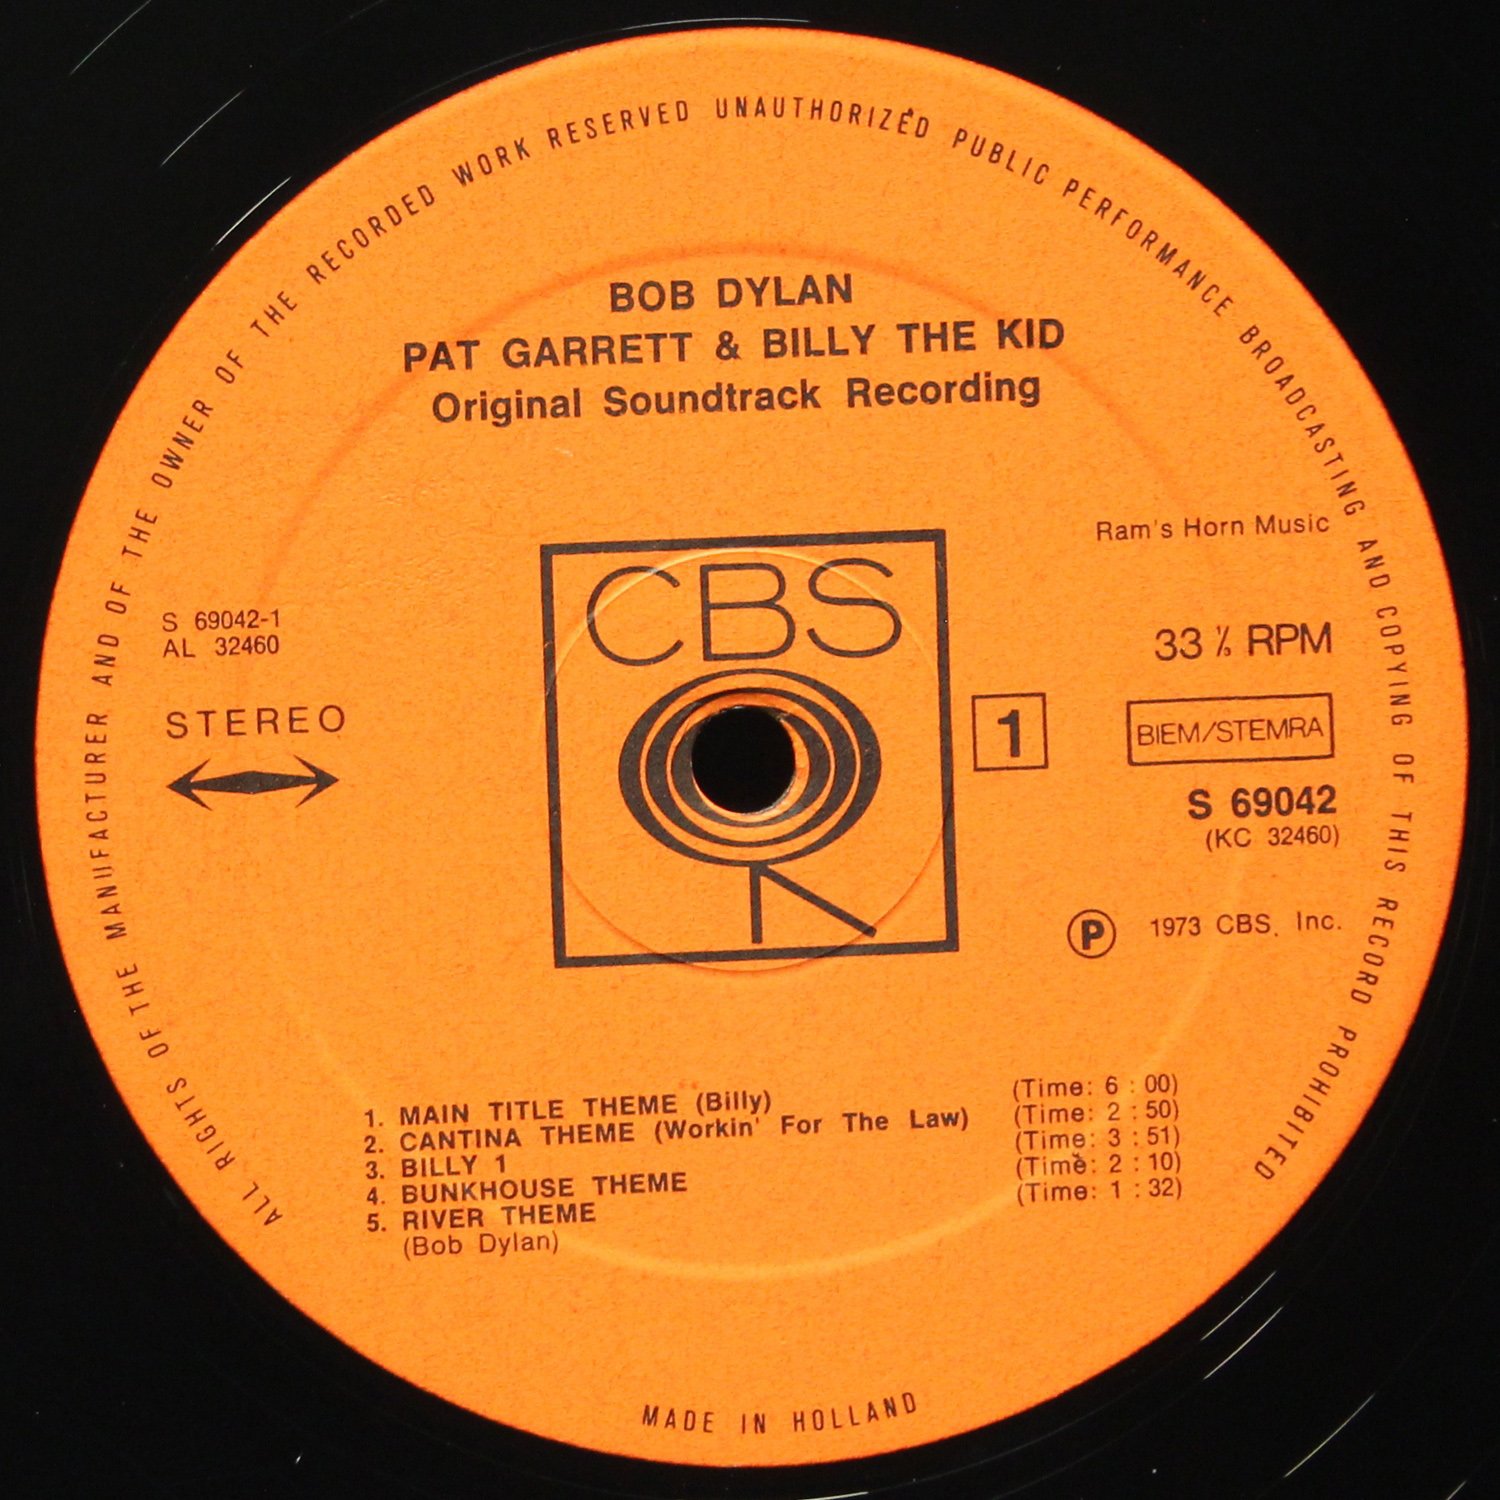 ALL RIGHTS OF THE MANUFACTURER AND OF THE OWNER OF THE RECORDED WORK RESERVED UNAUTHORIZED PUBLIC PERFORMANCE BROADCASTING AND COPYING OF THIS RECORD PROHIBITED
BOB DYLAN
PAT GARRETT & BILLY THE KID
Original Soundtrack Recording
Ram's Horn Music
CBS
S 69042-1
AL 32460
33 ⅓ RPM
STEREO
1
BIEM/STEMRA
S 69042
(KC 32460)
Ⓟ 1973 CBS, Inc.
1. MAIN TITLE THEME (Billy) (Time: 6 : 00)
2. CANTINA THEME (Workin' For The Law) (Time: 2 : 50)
3. BILLY 1 (Time: 3 : 51)
4. BUNKHOUSE THEME (Time: 2 : 10)
5. RIVER THEME (Time: 1 : 32)
(Bob Dylan)
MADE IN HOLLAND